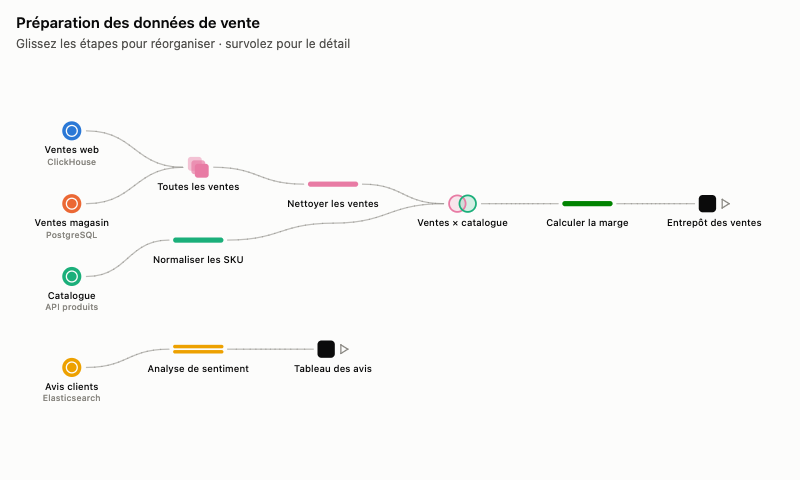 Préparation des données de vente
Glissez les étapes pour réorganiser · survolez pour le détail
Ventes web
ClickHouse
Toutes les ventes
Nettoyer les ventes
Ventes magasin
PostgreSQL
Ventes × catalogue
Calculer la marge
Entrepôt des ventes
Normaliser les SKU
Catalogue
API produits
Analyse de sentiment
Tableau des avis
Avis clients
Elasticsearch